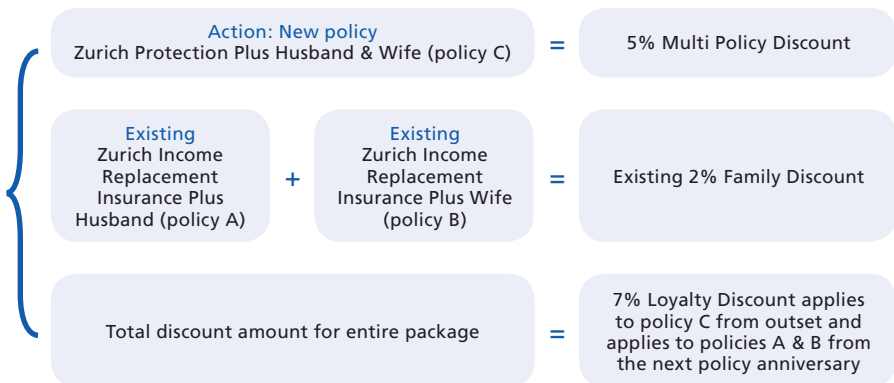 Action: New policy
Zurich Protection Plus Husband & Wife (policy C)
=
5% Multi Policy Discount
Existing
Zurich Income
Replacement
Insurance Plus
Husband (policy A)
+
Existing
Zurich Income
Replacement
Insurance Plus Wife
(policy B)
=
Existing 2% Family Discount
Total discount amount for entire package
=
7% Loyalty Discount applies
to policy C from outset and
applies to policies A & B from
the next policy anniversary